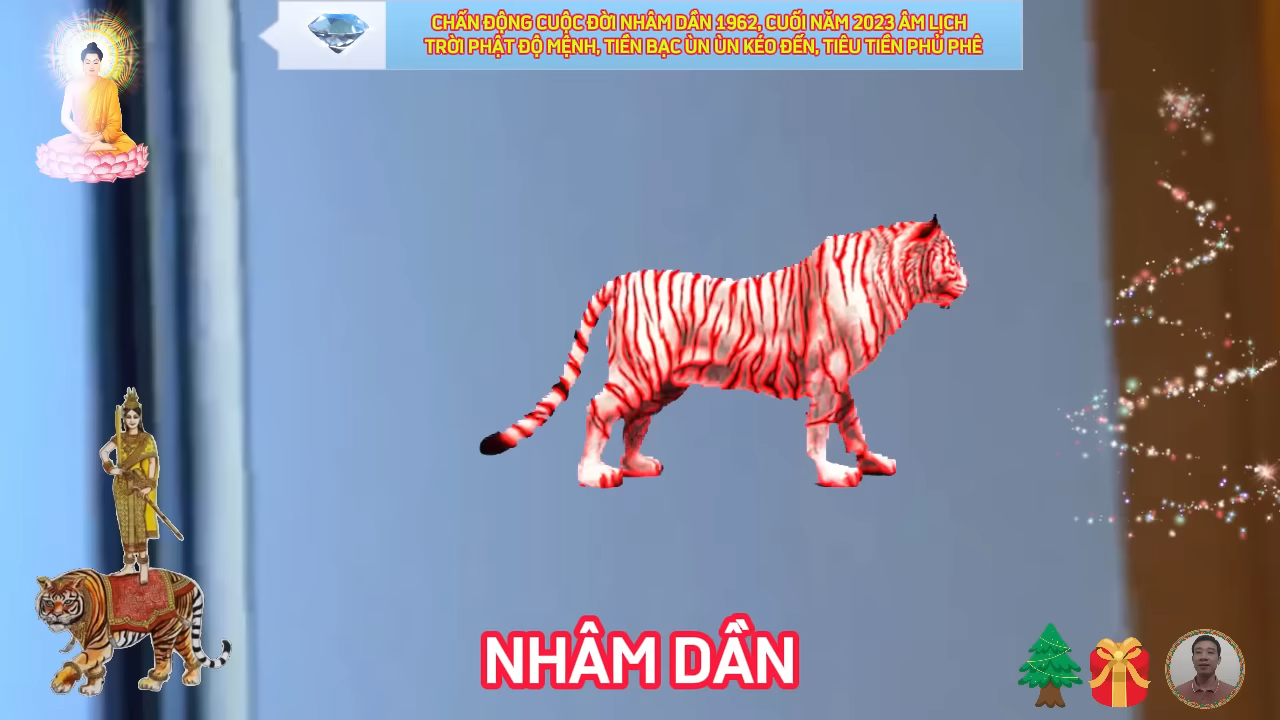 CHẤN ĐỘNG CUỘC ĐỜI NHÂM DẦN 1962, CUỐI NĂM 2023 ÂM LỊCH
TRỜI PHẬT ĐỘ MỆNH, TIỀN BẠC ÙN ÙN KÉO ĐẾN, TIÊU TIỀN PHỦ PHÊ
NHÂM DẦN